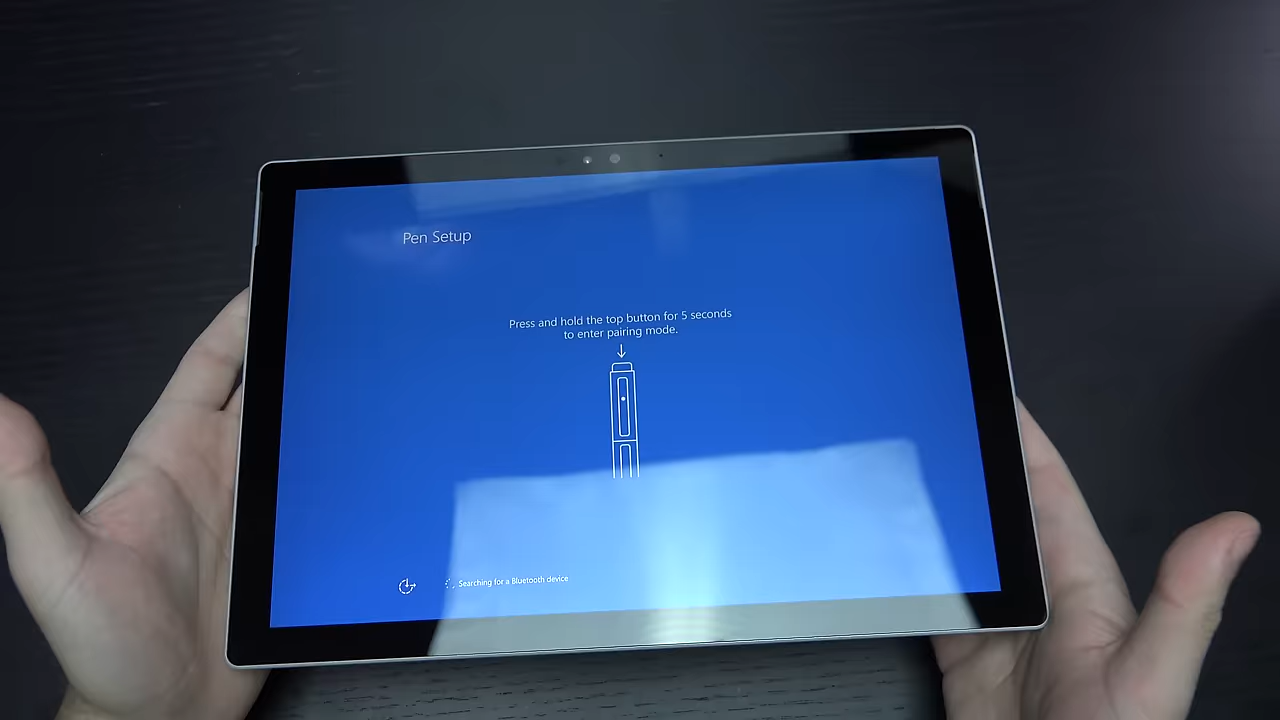 Pen Setup
Press and hold the top button for 5 seconds
to enter pairing mode.
Searching for a Bluetooth device